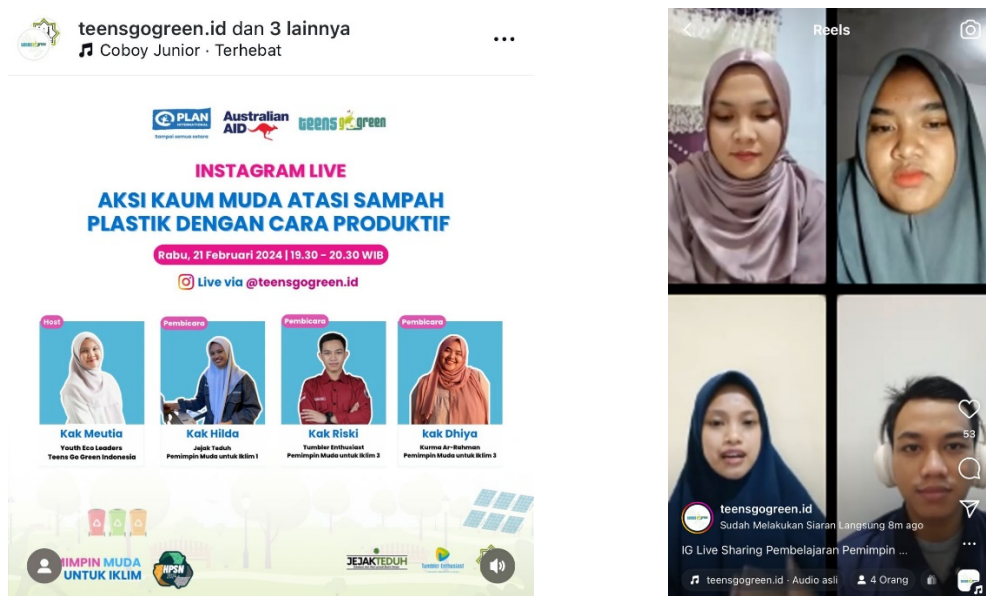 teensgogreen.id dan 3 lainnya
Coboy Junior · Terhebat
PLAN
INTERNATIONAL
Sampai semua setara
Australian
AID
teens go green
INSTAGRAM LIVE
AKSI KAUM MUDA ATASI SAMPAH
PLASTIK DENGAN CARA PRODUKTIF
Rabu, 21 Februari 2024 | 19.30 – 20.30 WIB
Live via @teensgogreen.id
Host
Pembicara
Pembicara
Pembicara
Kak Meutia
Youth Eco Leaders
Teens Go Green Indonesia
Kak Hilda
Jejak Teduh
Pemimpin Muda untuk Iklim 1
Kak Riski
Tumbler Enthusiast
Pemimpin Muda untuk Iklim 3
kak Dhiya
Kurma Ar-Rahman
Pemimpin Muda untuk Iklim 3
IMPIN MUDA
UNTUK IKLIM
HPSN
JEJAKTEDUH
Tumbler Enthusiast
Reels
53
teensgogreen.id
Sudah Melakukan Siaran Langsung 8m ago
IG Live Sharing Pembelajaran Pemimpin ...
teensgogreen.id · Audio asli
4 Orang